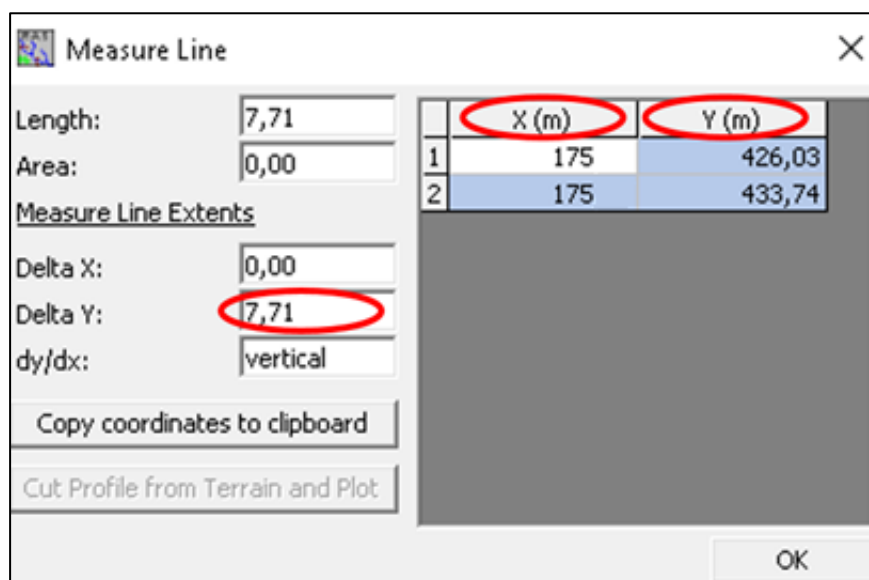 Measure Line
Length: 7,71
Area: 0,00
Measure Line Extents
Delta X: 0,00
Delta Y: 7,71
dy/dx: vertical
Copy coordinates to clipboard
Cut Profile from Terrain and Plot
X (m) Y (m)
1 175 426,03
2 175 433,74
OK